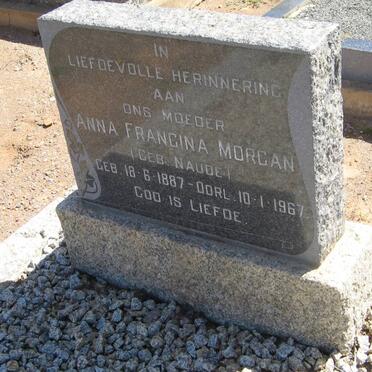 IN
LIEFDEVOLLE HERINNERING
AAN
ONS MOEDER
ANNA FRANCINA MORGAN
(GEB. NAUDE)
GEB. 18-6-1887 - OORL. 10-1-1967
GOD IS LIEFDE.